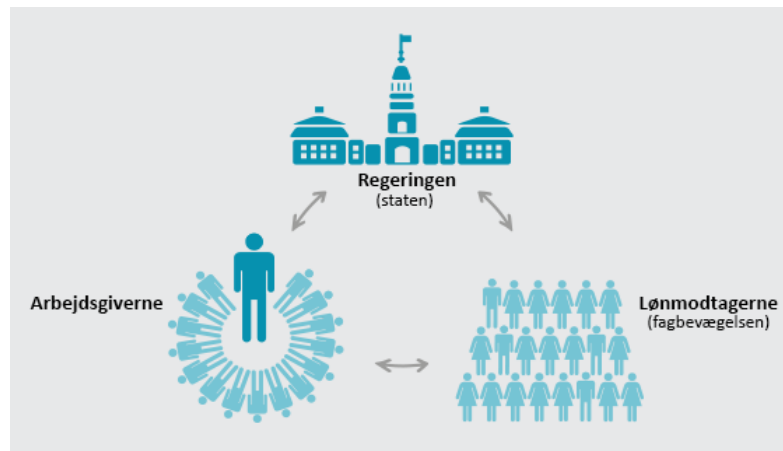 Regeringen
(staten)
Arbejdsgiverne
Lønmodtagerne
(fagbevægelsen)